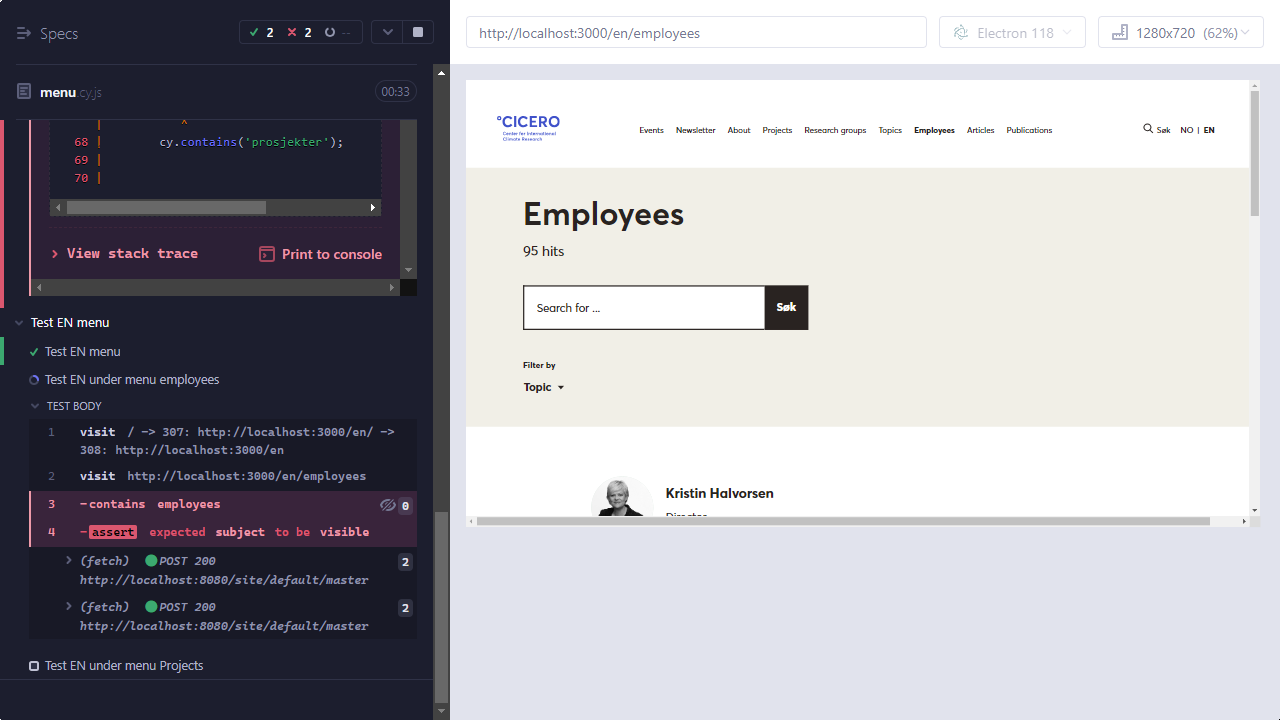 Specs
2
2
--
menu.cy.js
00:33
|             ^
68 |         cy.contains('prosjekter');
69 |
70 |
View stack trace
Print to console
Test EN menu
Test EN menu
Test EN under menu employees
TEST BODY
1 visit / -> 307: http://localhost:3000/en/ ->
308: http://localhost:3000/en
2 visit http://localhost:3000/en/employees
3 -contains employees 0
4 -assert expected subject to be visible
(fetch) POST 200 2
http://localhost:8080/site/default/master
(fetch) POST 200 2
http://localhost:8080/site/default/master
Test EN under menu Projects
http://localhost:3000/en/employees
Electron 118
1280x720 (62%)
°CICERO
Center for International
Climate Research
Events Newsletter About Projects Research groups Topics Employees Articles Publications
Søk NO | EN
Employees
95 hits
Search for ...
Søk
Filter by
Topic
Kristin Halvorsen
Director